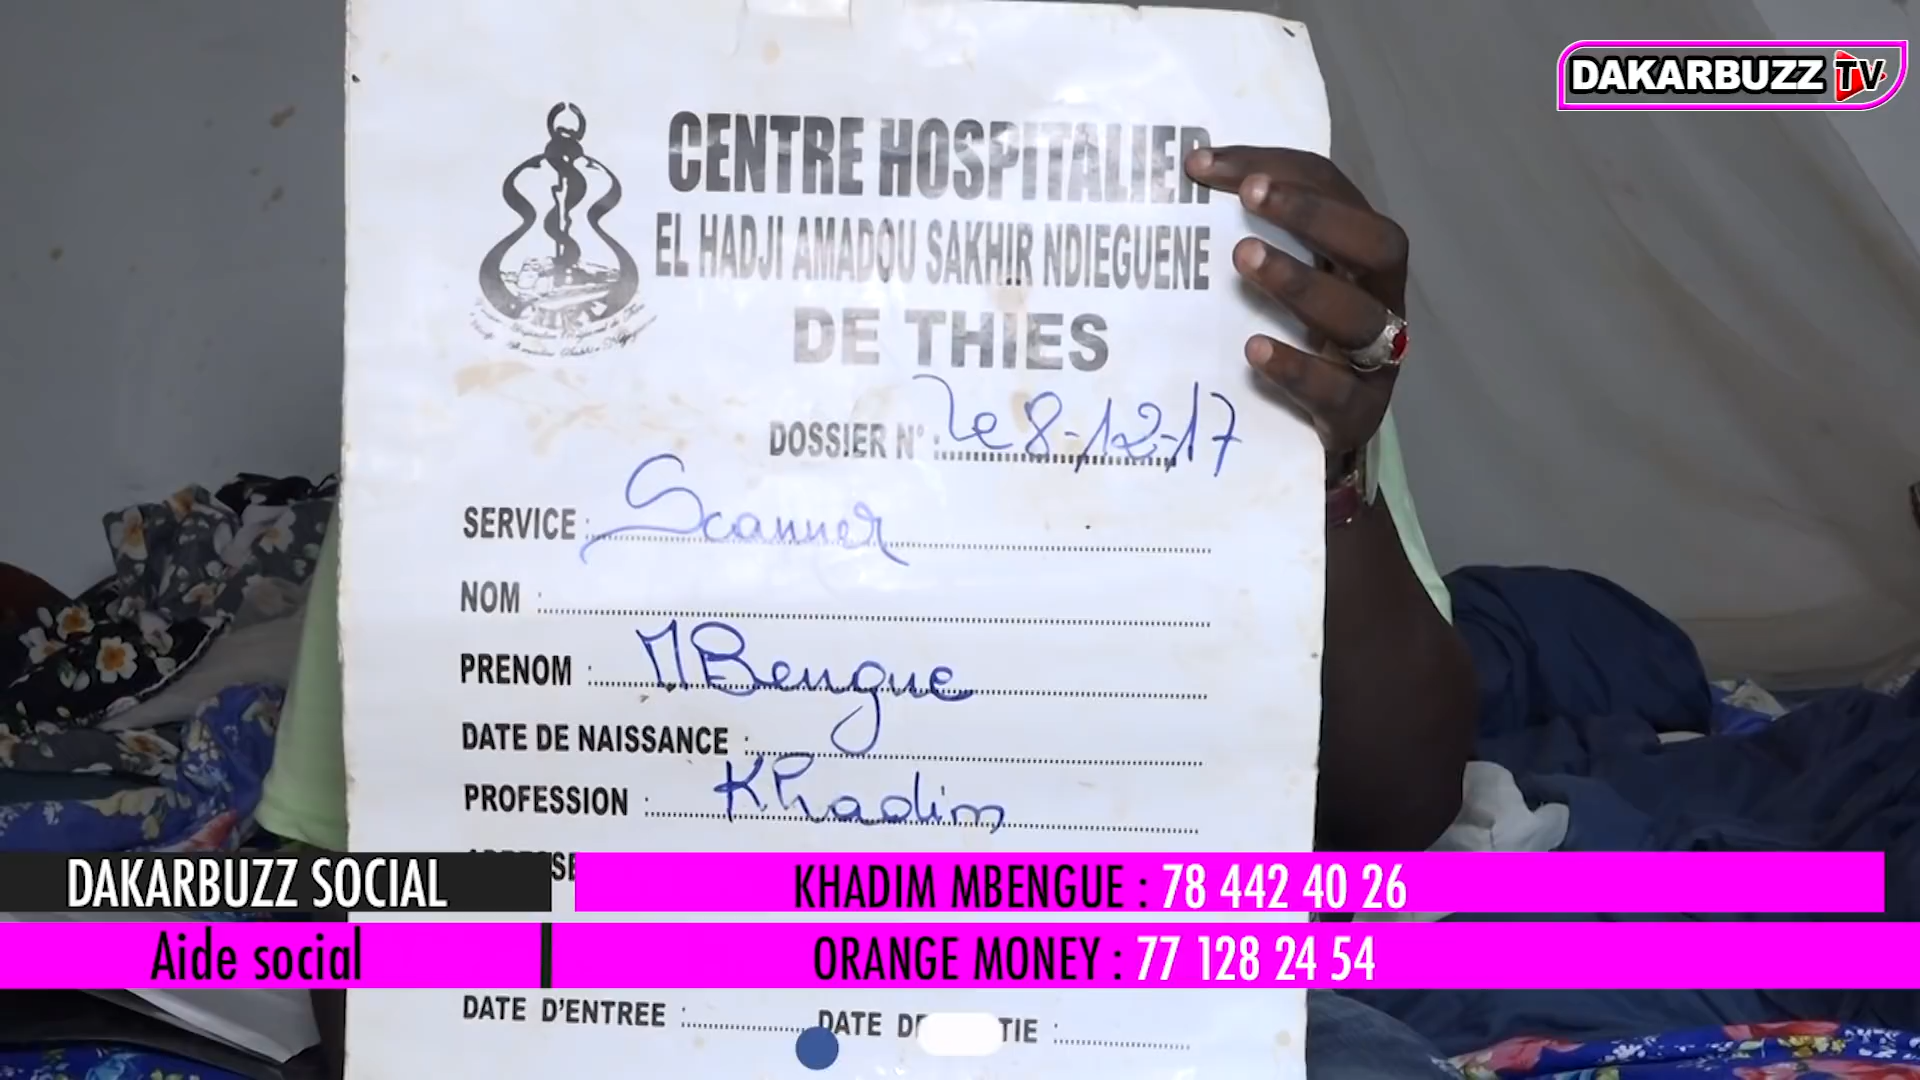 DAKARBUZZ TV
CENTRE HOSPITALIER
EL HADJI AMADOU SAKHIR NDIEGUENE
DE THIES
DOSSIER N° : le 8-12-17
SERVICE : Scanner
NOM :
PRENOM : MBengue
DATE DE NAISSANCE :
PROFESSION : Khadim
DAKARBUZZ SOCIAL
KHADIM MBENGUE : 78 442 40 26
Aide social
ORANGE MONEY : 77 128 24 54
DATE D'ENTREE :
DATE